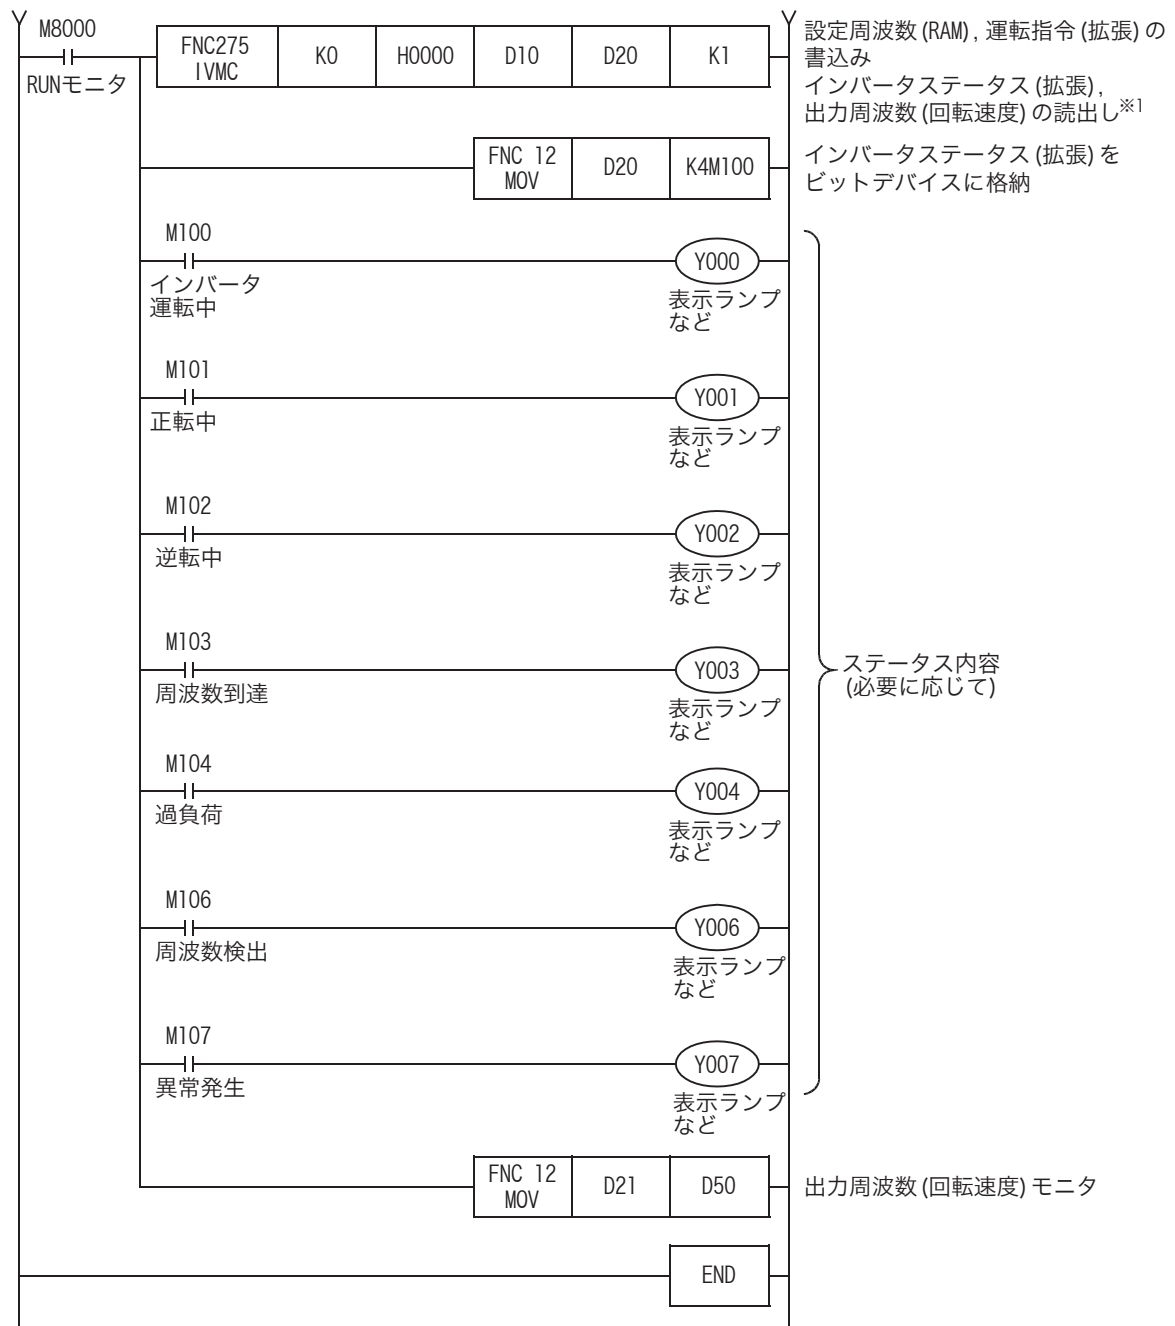 M8000
RUNモニタ
FNC275
IVMC
K0
H0000
D10
D20
K1
設定周波数(RAM), 運転指令(拡張)の
書込み
インバータステータス(拡張),
出力周波数(回転速度)の読出し※1
FNC 12
MOV
D20
K4M100
インバータステータス(拡張)を
ビットデバイスに格納
M100
インバータ
運転中
Y000
表示ランプ
など
M101
正転中
Y001
表示ランプ
など
M102
逆転中
Y002
表示ランプ
など
M103
周波数到達
Y003
表示ランプ
など
ステータス内容
(必要に応じて)
M104
過負荷
Y004
表示ランプ
など
M106
周波数検出
Y006
表示ランプ
など
M107
異常発生
Y007
表示ランプ
など
FNC 12
MOV
D21
D50
出力周波数(回転速度)モニタ
END